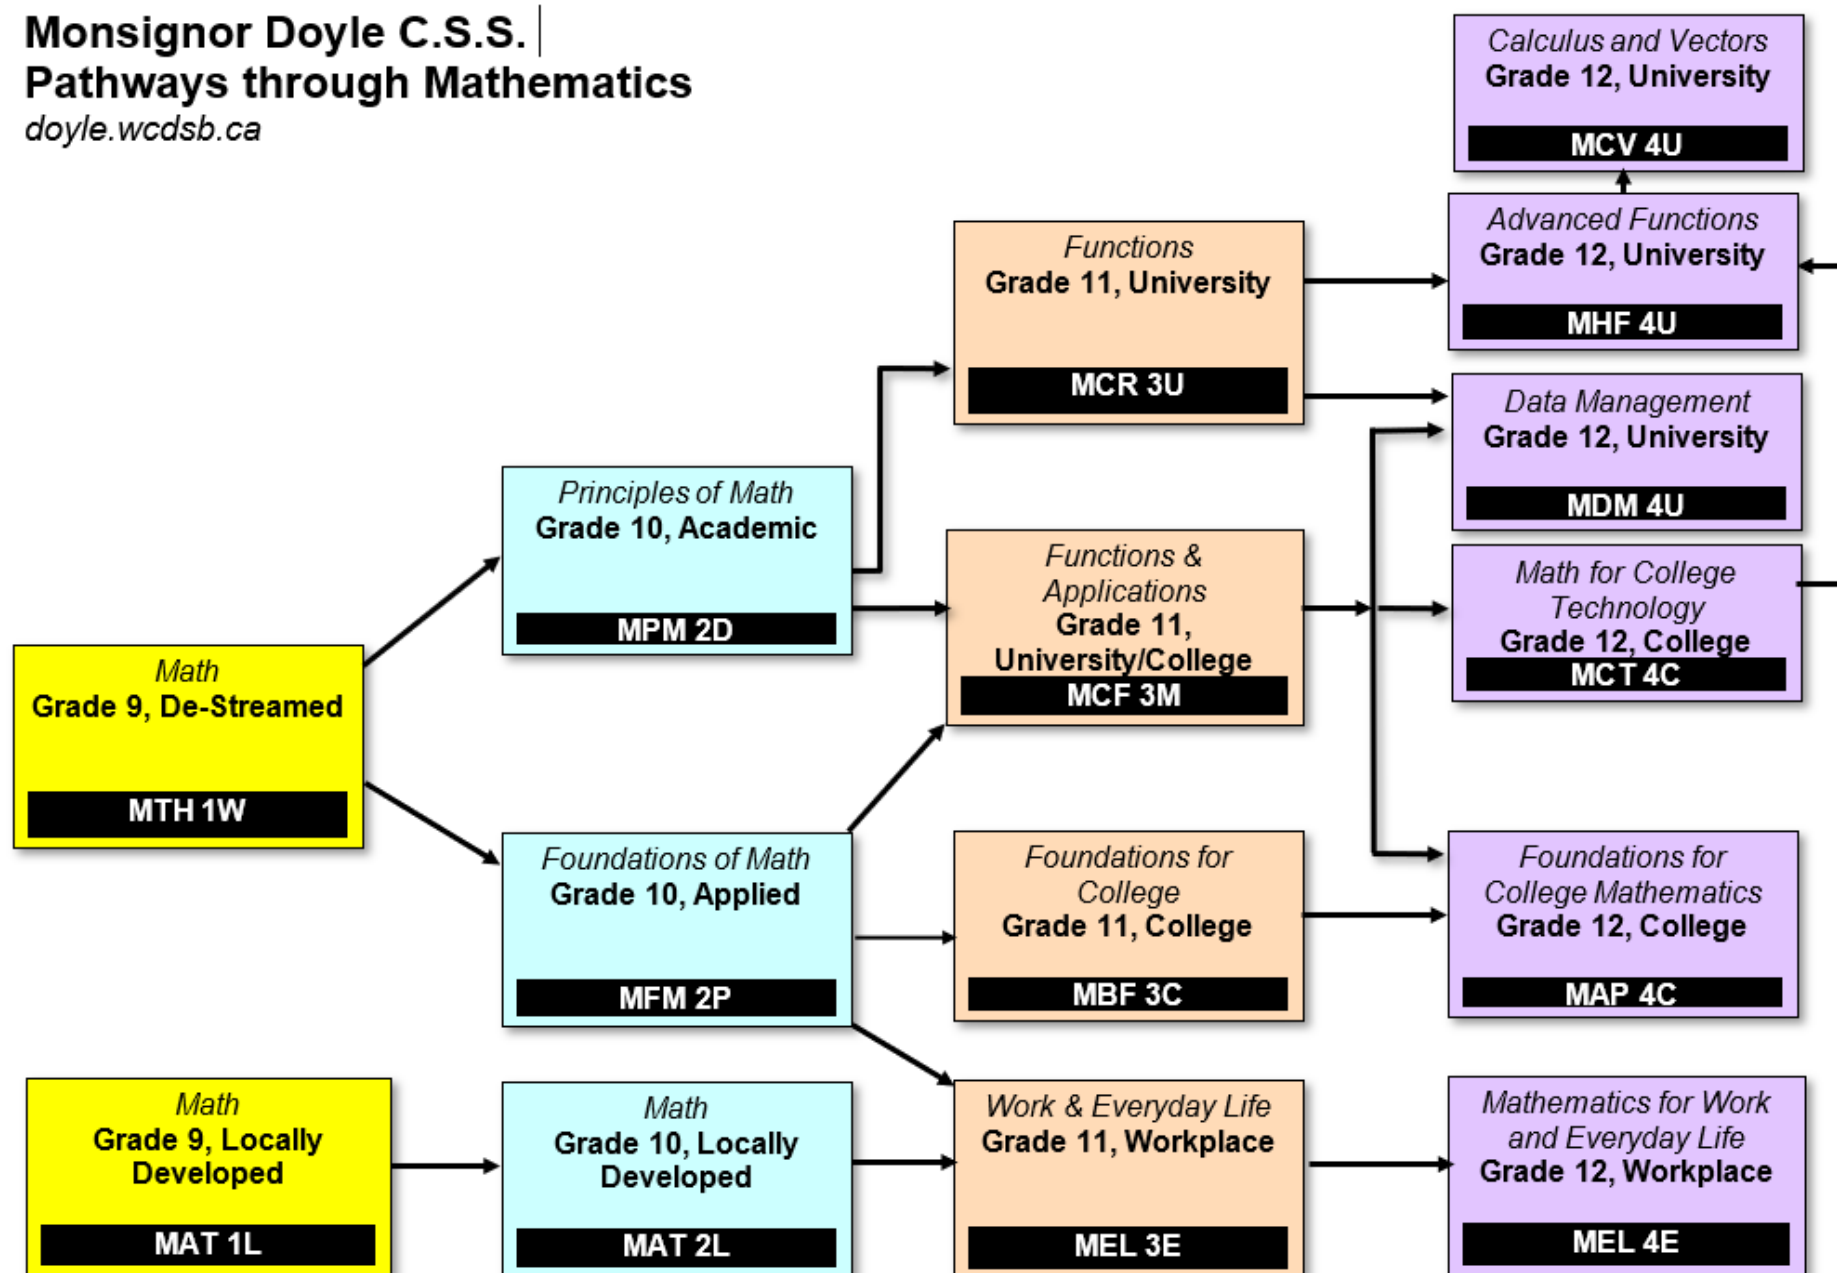 Monsignor Doyle C.S.S.
Pathways through Mathematics
doyle.wcdsb.ca
Calculus and Vectors
Grade 12, University
MCV 4U
Advanced Functions
Grade 12, University
MHF 4U
Functions
Grade 11, University
MCR 3U
Data Management
Grade 12, University
MDM 4U
Principles of Math
Grade 10, Academic
MPM 2D
Functions &
Applications
Grade 11,
University/College
MCF 3M
Math for College
Technology
Grade 12, College
MCT 4C
Math
Grade 9, De-Streamed
MTH 1W
Foundations of Math
Grade 10, Applied
MFM 2P
Foundations for
College
Grade 11, College
MBF 3C
Foundations for
College Mathematics
Grade 12, College
MAP 4C
Math
Grade 9, Locally
Developed
MAT 1L
Math
Grade 10, Locally
Developed
MAT 2L
Work & Everyday Life
Grade 11, Workplace
MEL 3E
Mathematics for Work
and Everyday Life
Grade 12, Workplace
MEL 4E